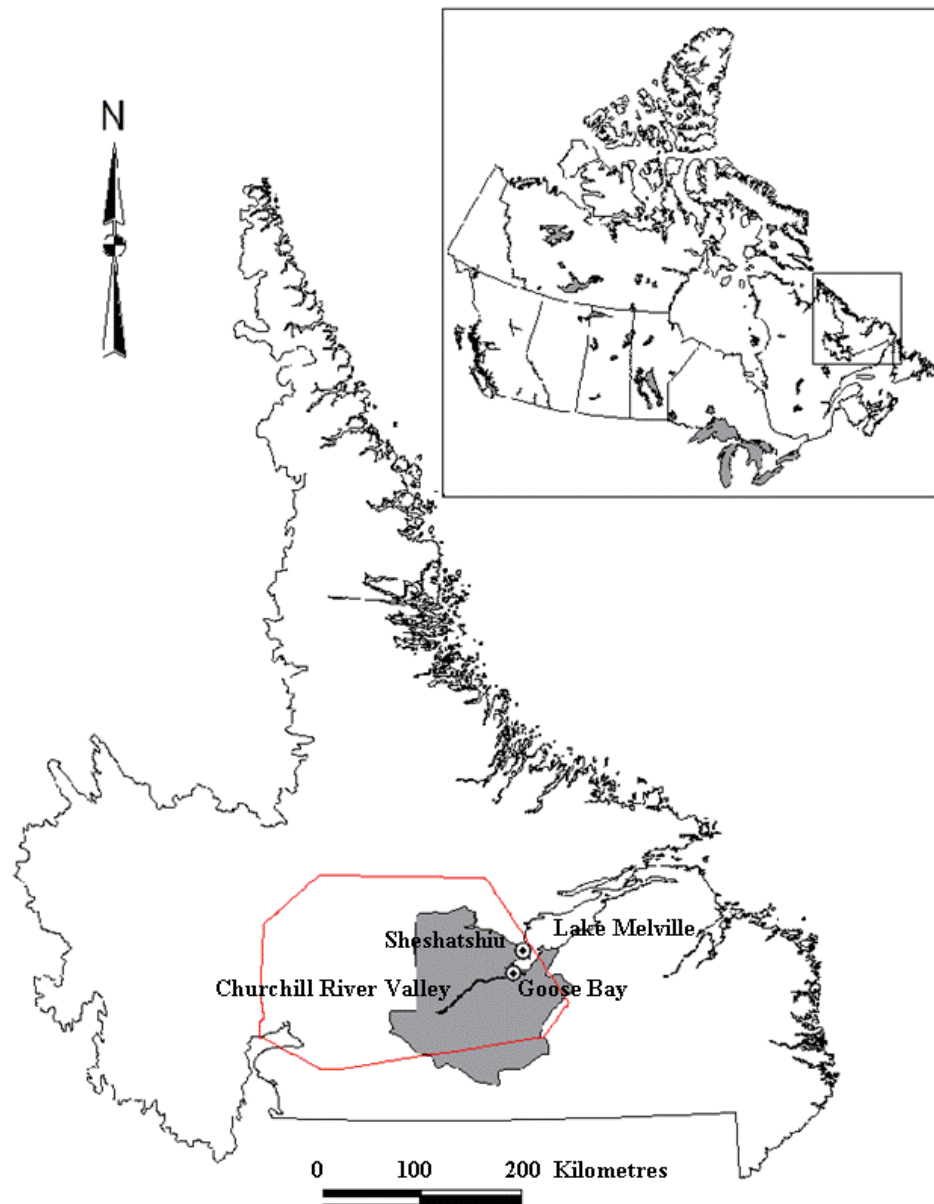 N
Lake Melville
Sheshatshiu
Churchill River Valley
Goose Bay
0 100 200 Kilometres